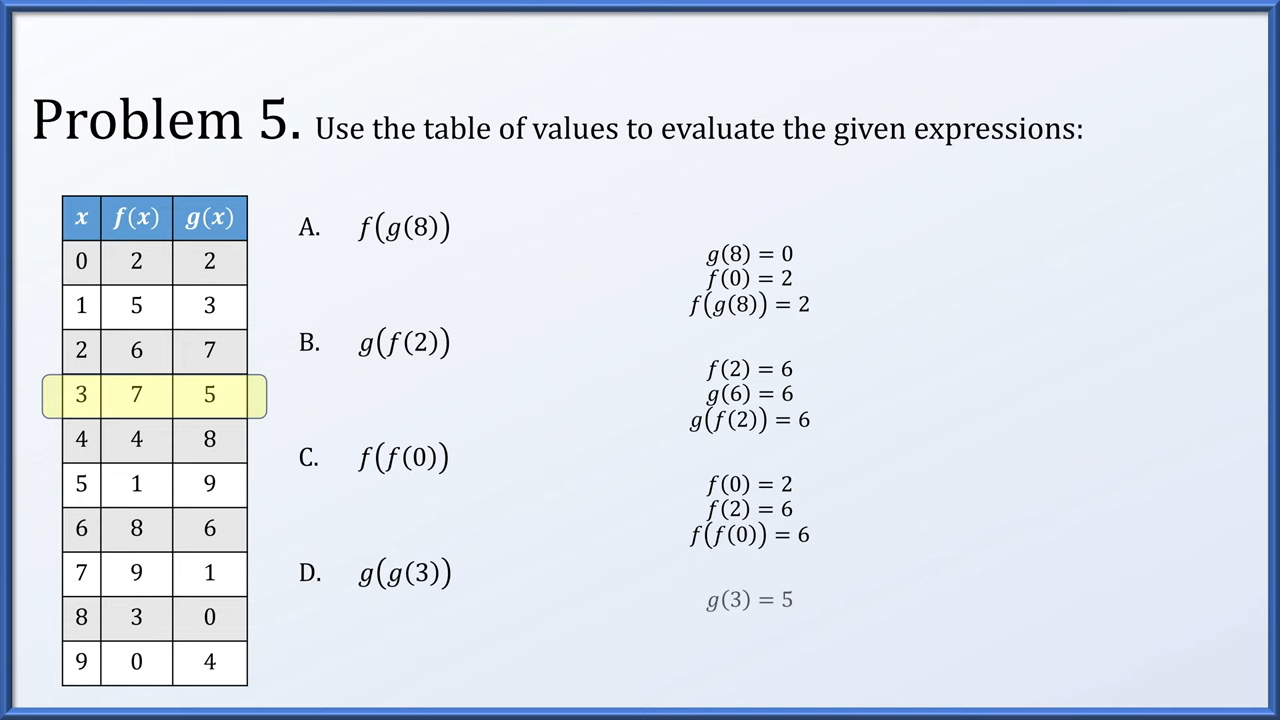 Problem 5. Use the table of values to evaluate the given expressions:
x f(x) g(x)
0 2 2
1 5 3
2 6 7
3 7 5
4 4 8
5 1 9
6 8 6
7 9 1
8 3 0
9 0 4
A. f(g(8))
g(8) = 0
f(0) = 2
f(g(8)) = 2
B. g(f(2))
f(2) = 6
g(6) = 6
g(f(2)) = 6
C. f(f(0))
f(0) = 2
f(2) = 6
f(f(0)) = 6
D. g(g(3))
g(3) = 5